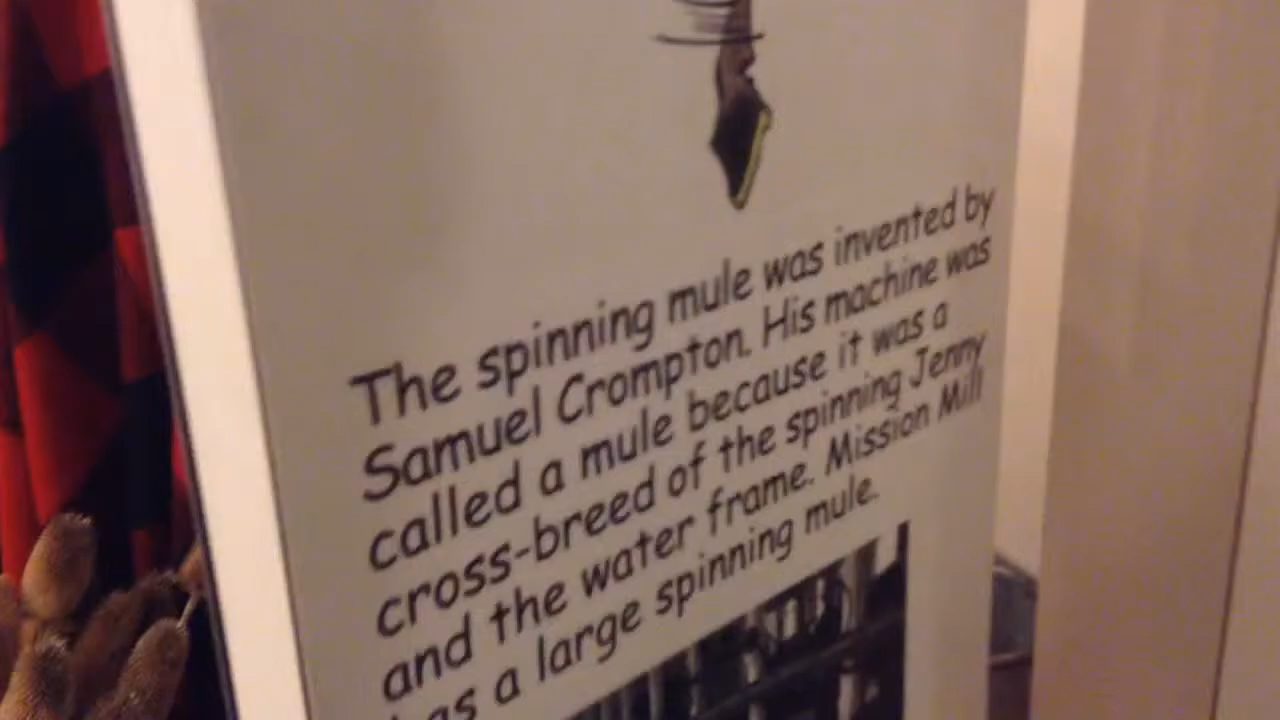 The spinning mule was invented by
Samuel Crompton. His machine was
called a mule because it was a
cross-breed of the spinning Jenny
and the water frame. Mission Mill
has a large spinning mule.